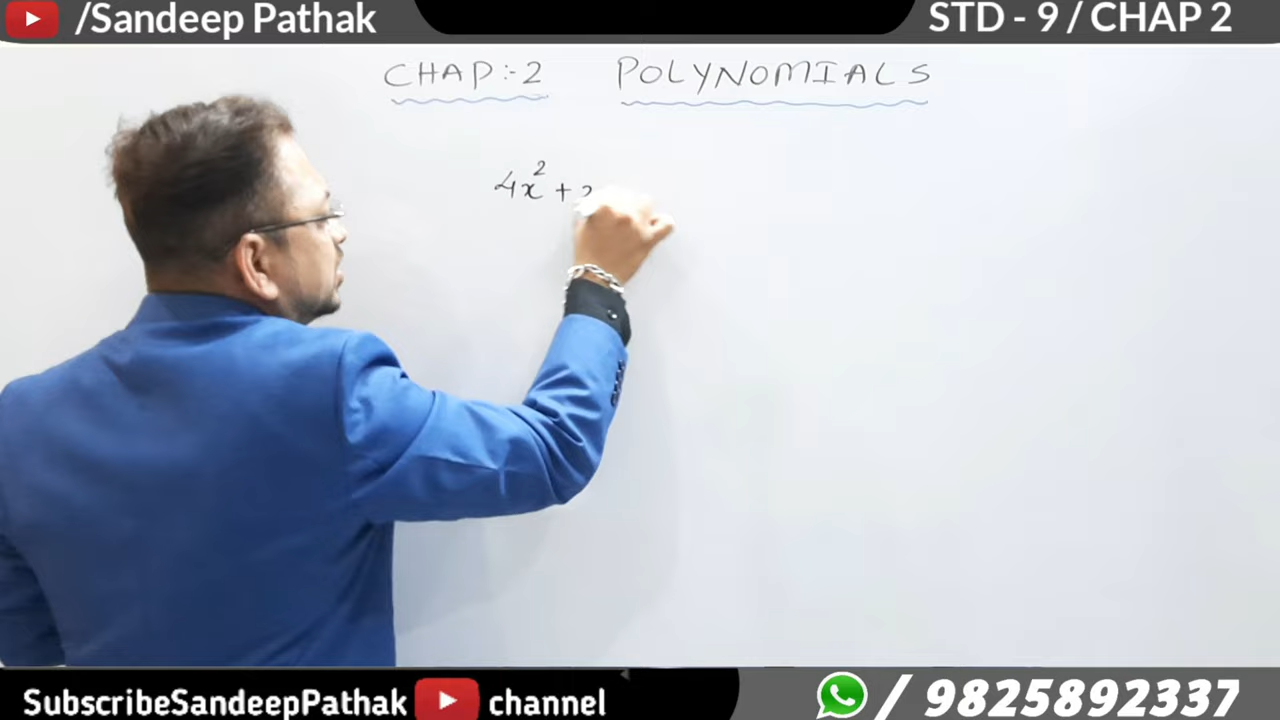 /Sandeep Pathak
STD - 9 / CHAP 2
CHAP:-2 POLYNOMIALS
4x² +
SubscribeSandeepPathak channel
/ 9825892337